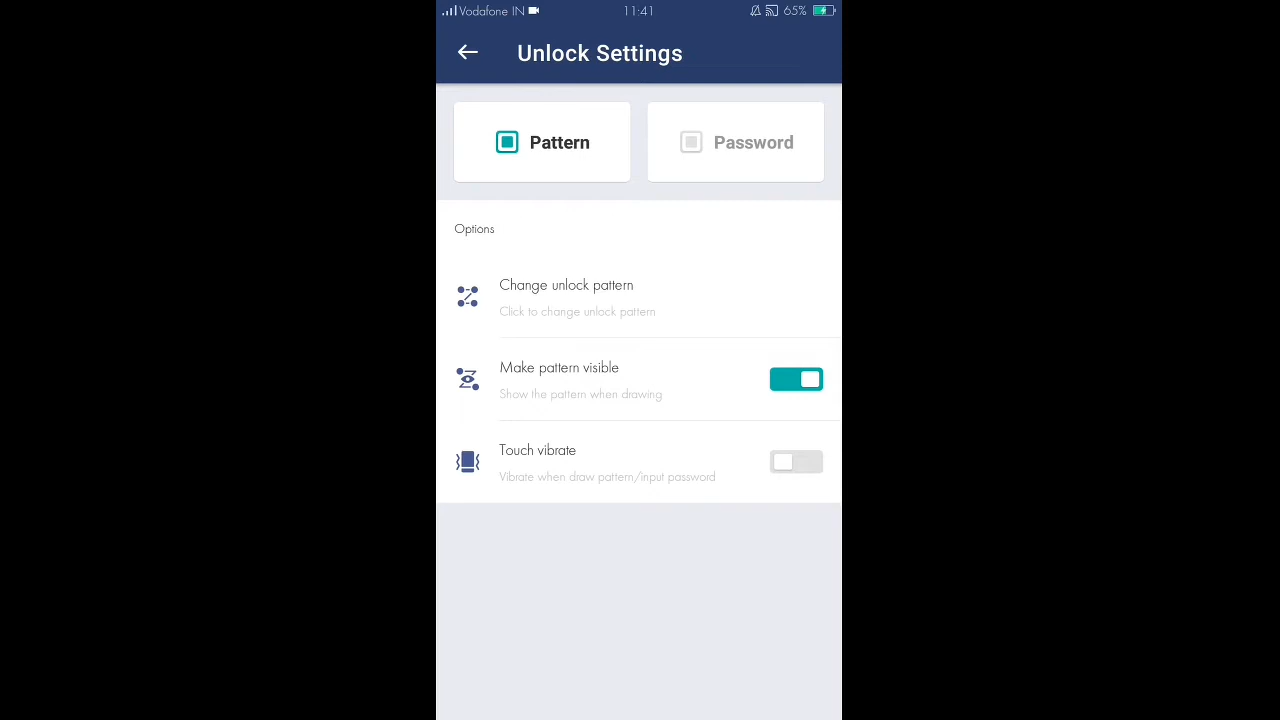 Vodafone IN 11:41 65%
Unlock Settings
Pattern Password
Options
Change unlock pattern
Click to change unlock pattern
Make pattern visible
Show the pattern when drawing
Touch vibrate
Vibrate when draw pattern/input password